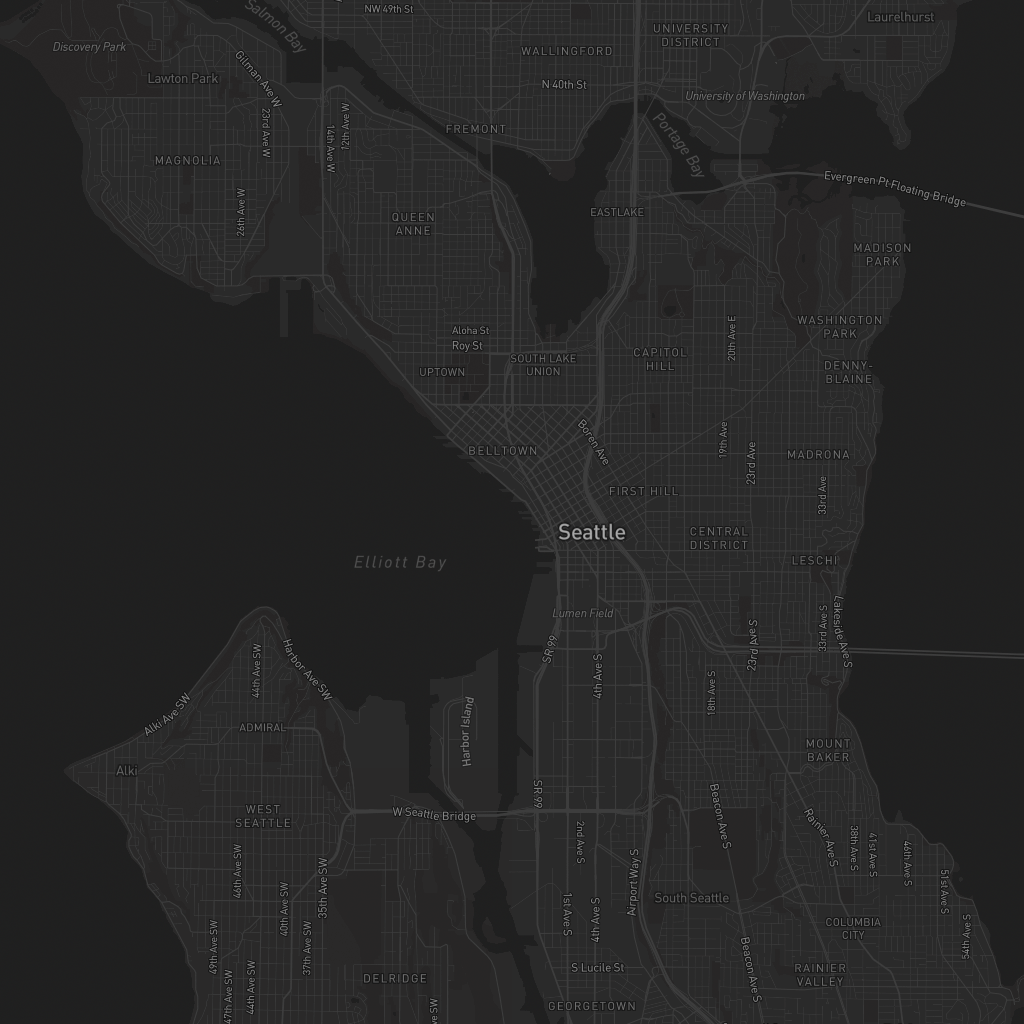 NW 49th St
Salmon Bay
Laurelhurst
UNIVERSITY
DISTRICT
Discovery Park
WALLINGFORD
Gilman Ave W
Lawton Park
N 40th St
University of Washington
23rd Ave W
14th Ave W
12th Ave W
FREMONT
Portage Bay
MAGNOLIA
Evergreen Pt Floating Bridge
26th Ave W
QUEEN
ANNE
EASTLAKE
MADISON
PARK
WASHINGTON
PARK
Aloha St
Roy St
20th Ave E
SOUTH LAKE
UNION
CAPITOL
HILL
UPTOWN
DENNY-
BLAINE
BELLTOWN
Boren Ave
19th Ave
23rd Ave
MADRONA
33rd Ave
FIRST HILL
Seattle
CENTRAL
DISTRICT
Elliott Bay
LESCHI
Lumen Field
33rd Ave S
Lakeside Ave S
SR 99
23rd Ave S
44th Ave SW
Harbor Ave SW
4th Ave S
18th Ave S
Alki Ave SW
ADMIRAL
Harbor Island
MOUNT
BAKER
Alki
SR 99
WEST
SEATTLE
W Seattle Bridge
Beacon Ave S
Rainier Ave S
2nd Ave S
38th Ave S
41st Ave S
46th Ave S
46th Ave SW
35th Ave SW
Airport Way S
51st Ave S
40th Ave SW
1st Ave S
4th Ave S
South Seattle
COLUMBIA
CITY
54th Ave S
49th Ave SW
37th Ave SW
Beacon Ave S
S Lucile St
RAINIER
VALLEY
47th Ave SW
44th Ave SW
DELRIDGE
GEORGETOWN
ve SW